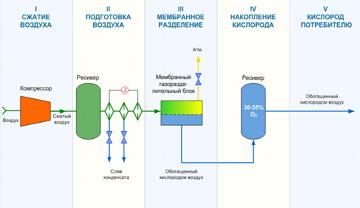 I
СЖАТИЕ
ВОЗДУХА
II
ПОДГОТОВКА
ВОЗДУХА
III
МЕМБРАННОЕ
РАЗДЕЛЕНИЕ
IV
НАКОПЛЕНИЕ
КИСЛОРОДА
V
КИСЛОРОД
ПОТРЕБИТЕЛЮ
Компрессор
Воздух
Сжатый
воздух
Ресивер
Слив
конденсата
Атм.
Мембранный
газоразде-
лительный блок
Обогащенный
кислородом воздух
Ресивер
30-55%
O₂
Обогащенный
кислородом воздух